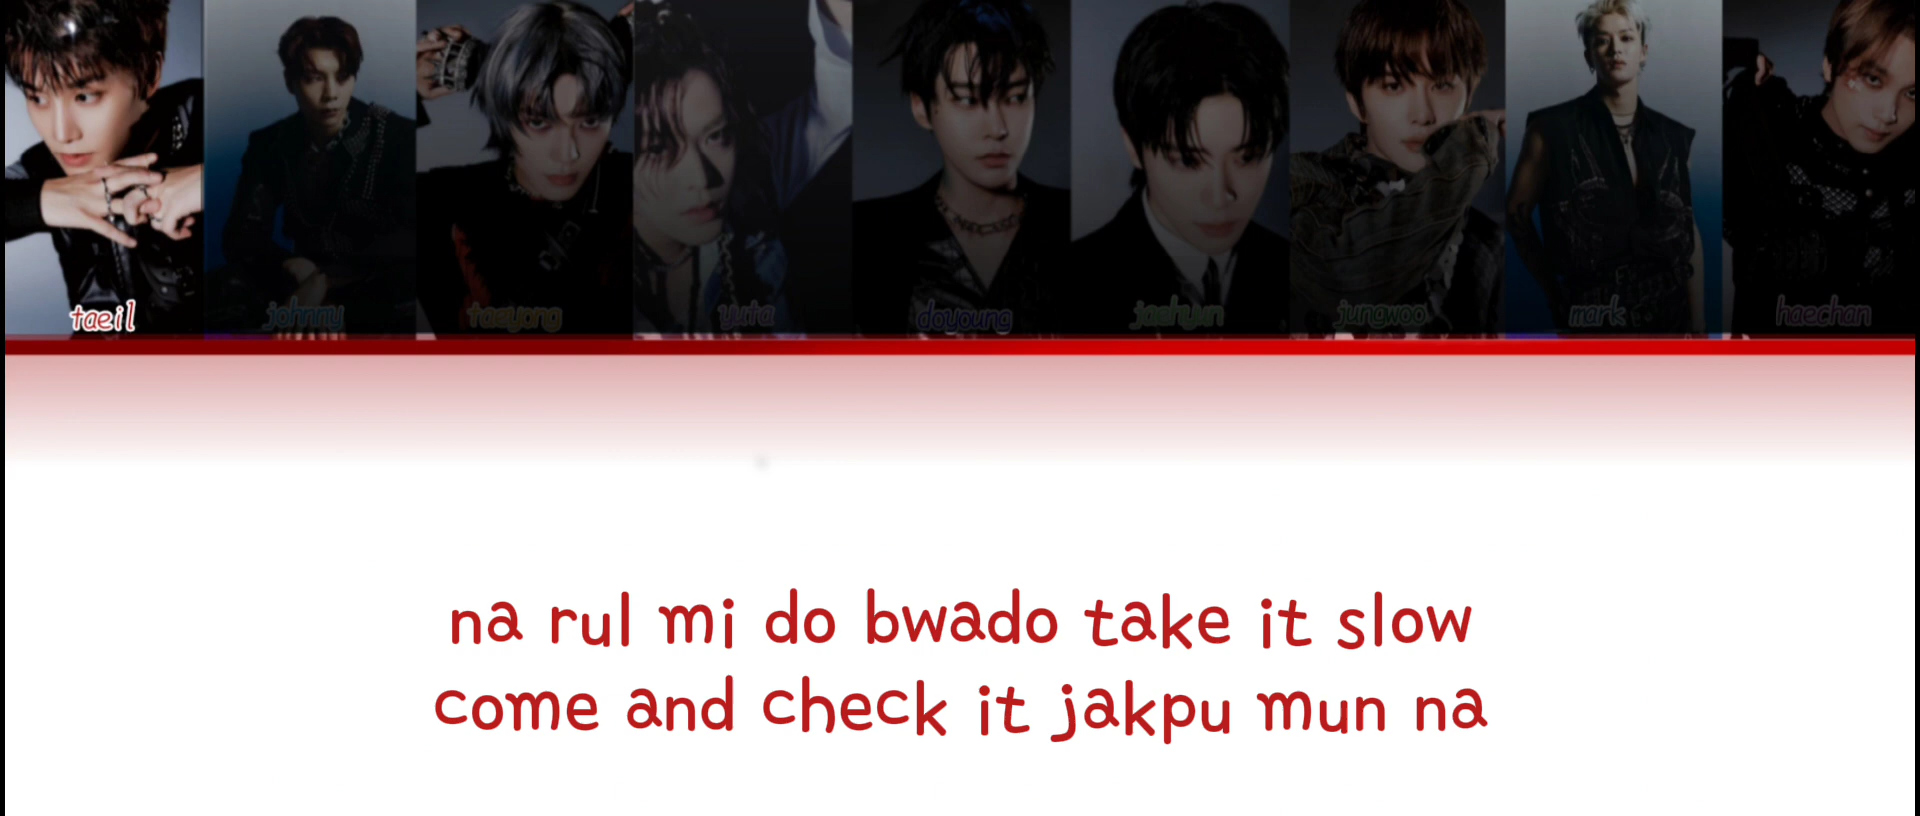 taeil johnny taeyong yuta doyoung jaehyun jungwoo mark haechan
na rul mi do bwado take it slow
come and check it jakpu mun na